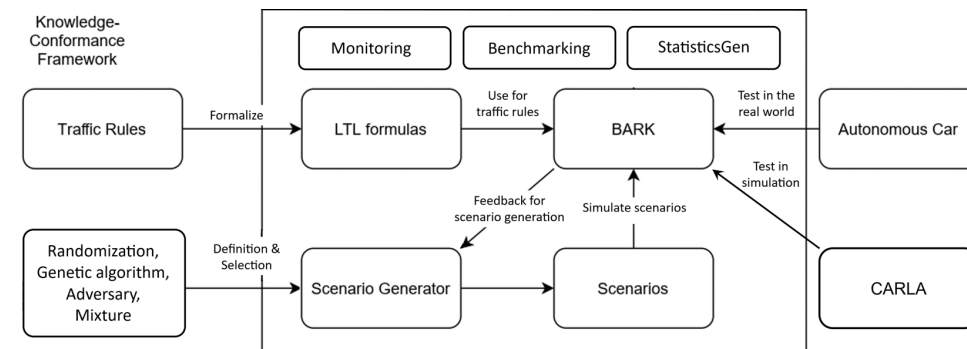 Knowledge-
Conformance
Framework
Monitoring
Benchmarking
StatisticsGen
Traffic Rules
Formalize
LTL formulas
Use for
traffic rules
BARK
Test in the
real world
Autonomous Car
Test in
simulation
Feedback for
scenario generation
Simulate scenarios
Randomization,
Genetic algorithm,
Adversary,
Mixture
Definition &
Selection
Scenario Generator
Scenarios
CARLA